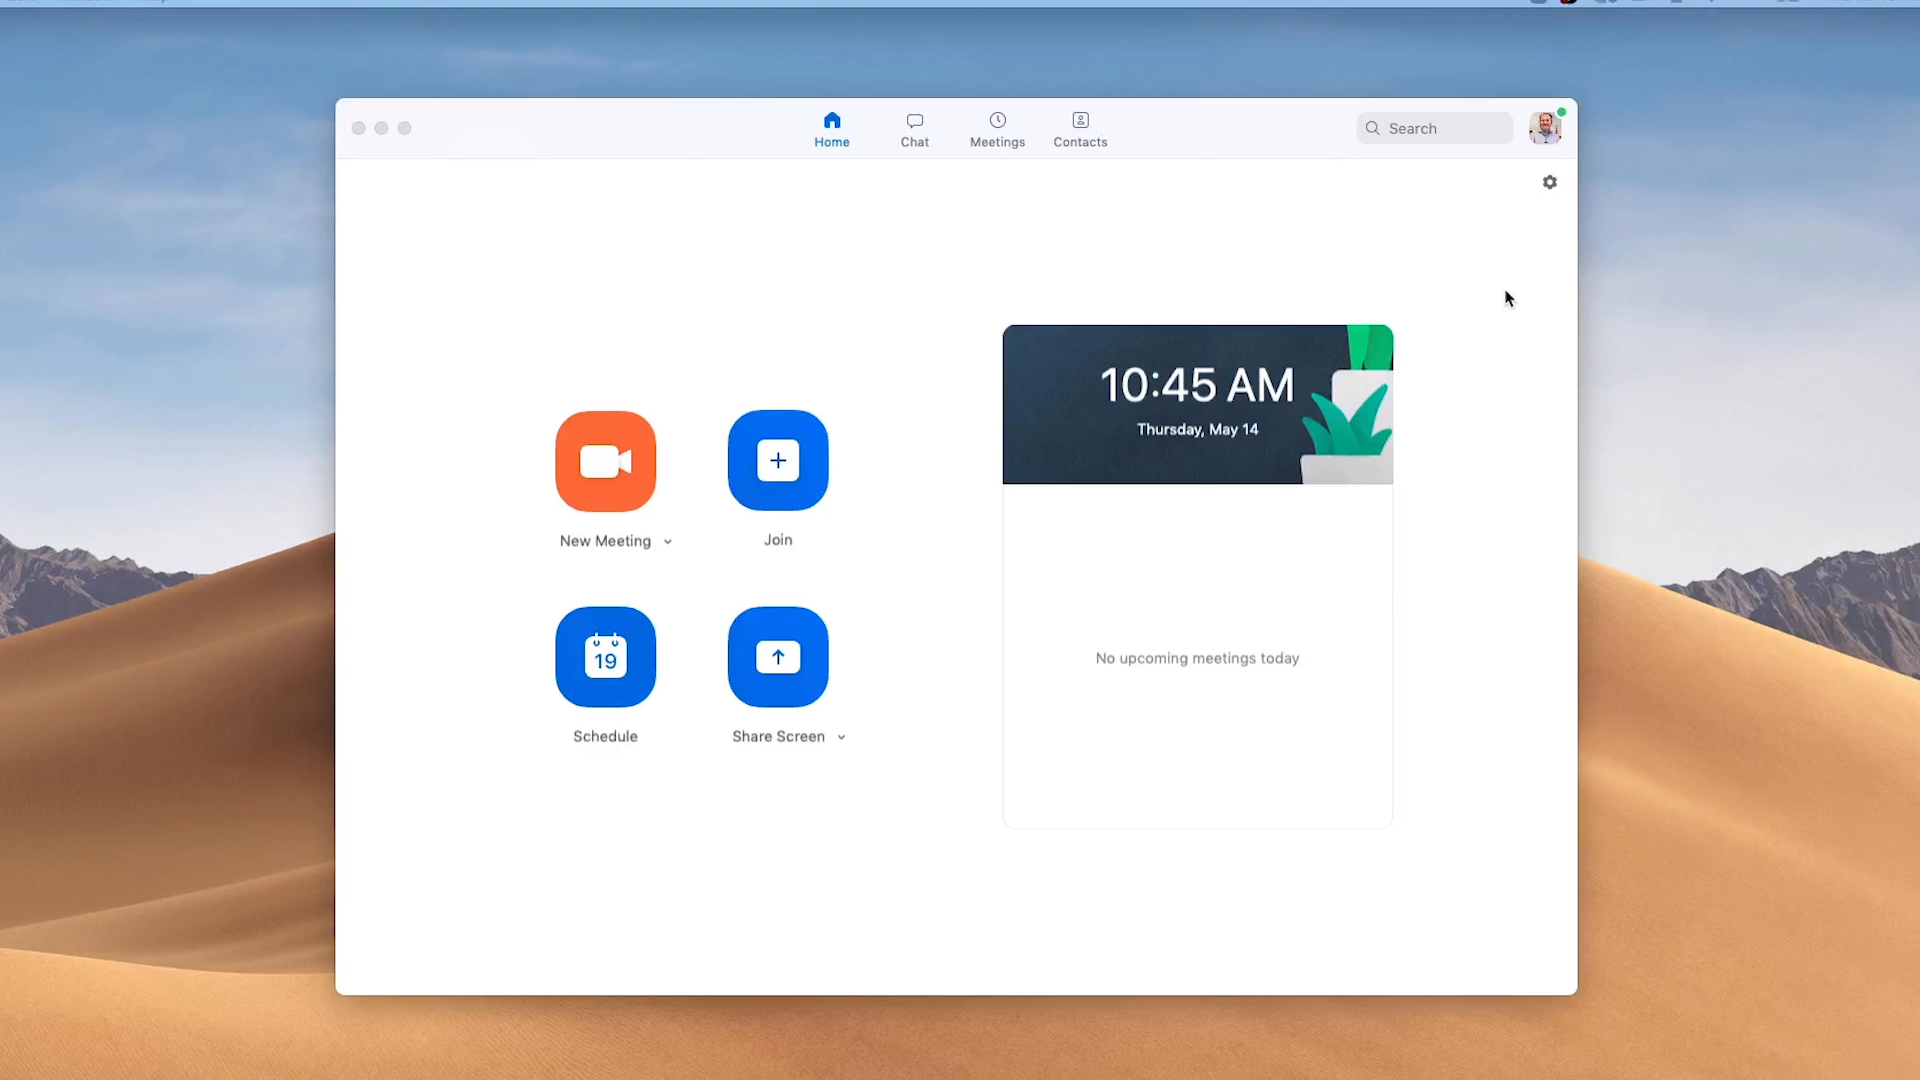 Home
Chat
Meetings
Contacts
Search
10:45 AM
Thursday, May 14
New Meeting
Join
19
Schedule
Share Screen
No upcoming meetings today